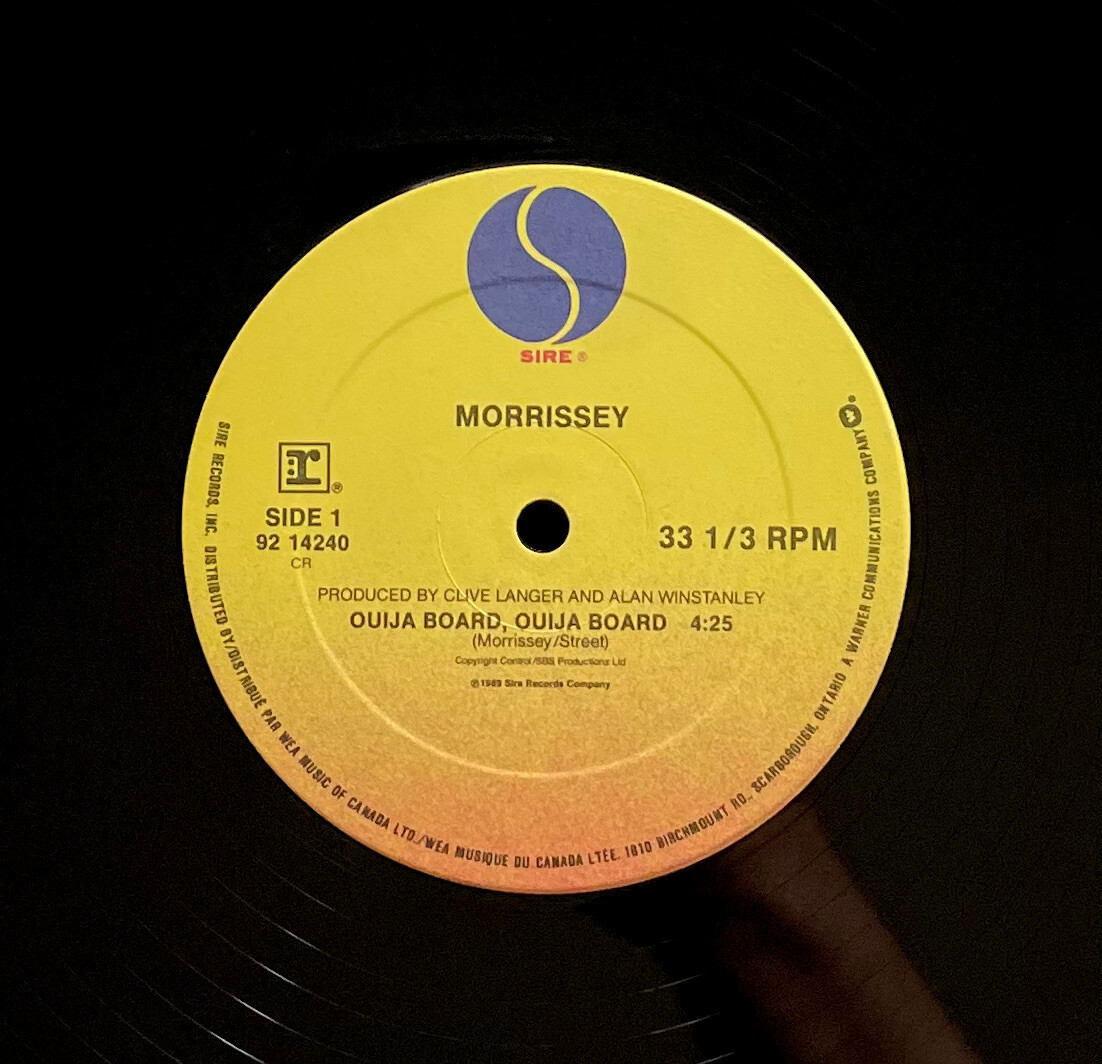 SIRE ®
MORRISSEY
r ®
SIDE 1
92 14240
CR
33 1/3 RPM
PRODUCED BY CLIVE LANGER AND ALAN WINSTANLEY
OUIJA BOARD, OUIJA BOARD 4:25
(Morrissey/Street)
Copyright Control/SBS Productions Ltd
℗1989 Sire Records Company
SIRE RECORDS, INC. DISTRIBUTED BY/DISTRIBUÉ PAR WEA MUSIC OF CANADA LTD./WEA MUSIQUE DU CANADA LTÉE. 1810 BIRCHMOUNT RD., SCARBOROUGH, ONTARIO A WARNER COMMUNICATIONS COMPANY